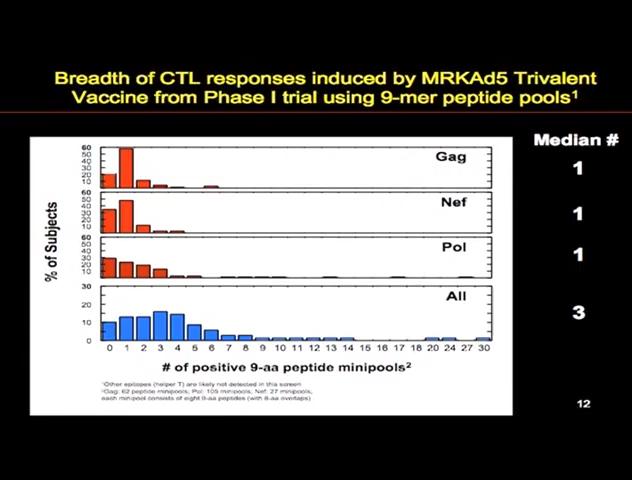 Breadth of CTL responses induced by MRKAd5 Trivalent
Vaccine from Phase I trial using 9-mer peptide pools¹
Median #
% of Subjects
60
50
40
30
20
10
Gag
1
60
50
40
30
20
10
Nef
1
60
50
40
30
20
10
Pol
1
30
20
10
0
All
3
0 1 2 3 4 5 6 7 8 9 10 11 12 13 14 15 16 17 18 20 24 27 30
# of positive 9-aa peptide minipools²
¹Other epitopes (helper T) are likely not detected in this screen
²Gag: 62 peptide minipools, Pol: 105 minipools, Nef: 27 minipools,
each minipool consists of eight 9-aa peptides (with 8-aa overlaps)
12